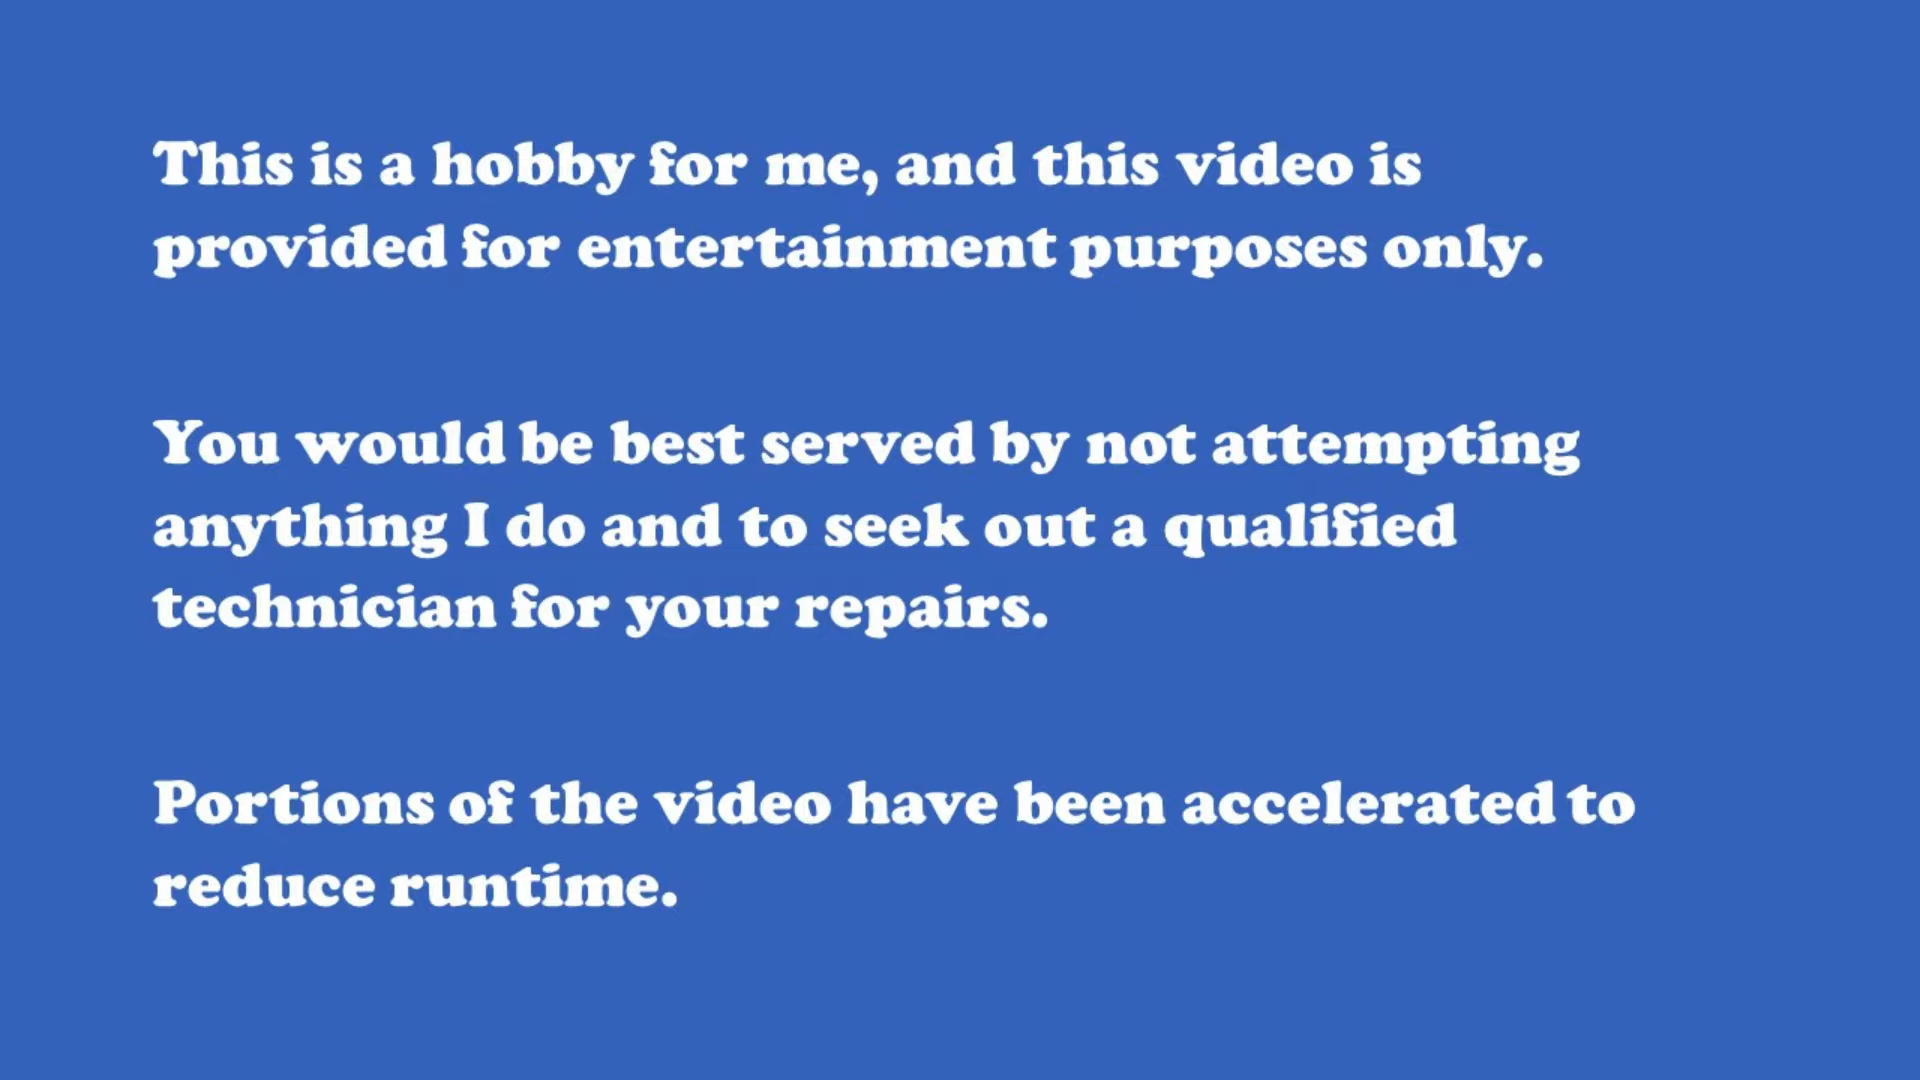 This is a hobby for me, and this video is
provided for entertainment purposes only.
You would be best served by not attempting
anything I do and to seek out a qualified
technician for your repairs.
Portions of the video have been accelerated to
reduce runtime.